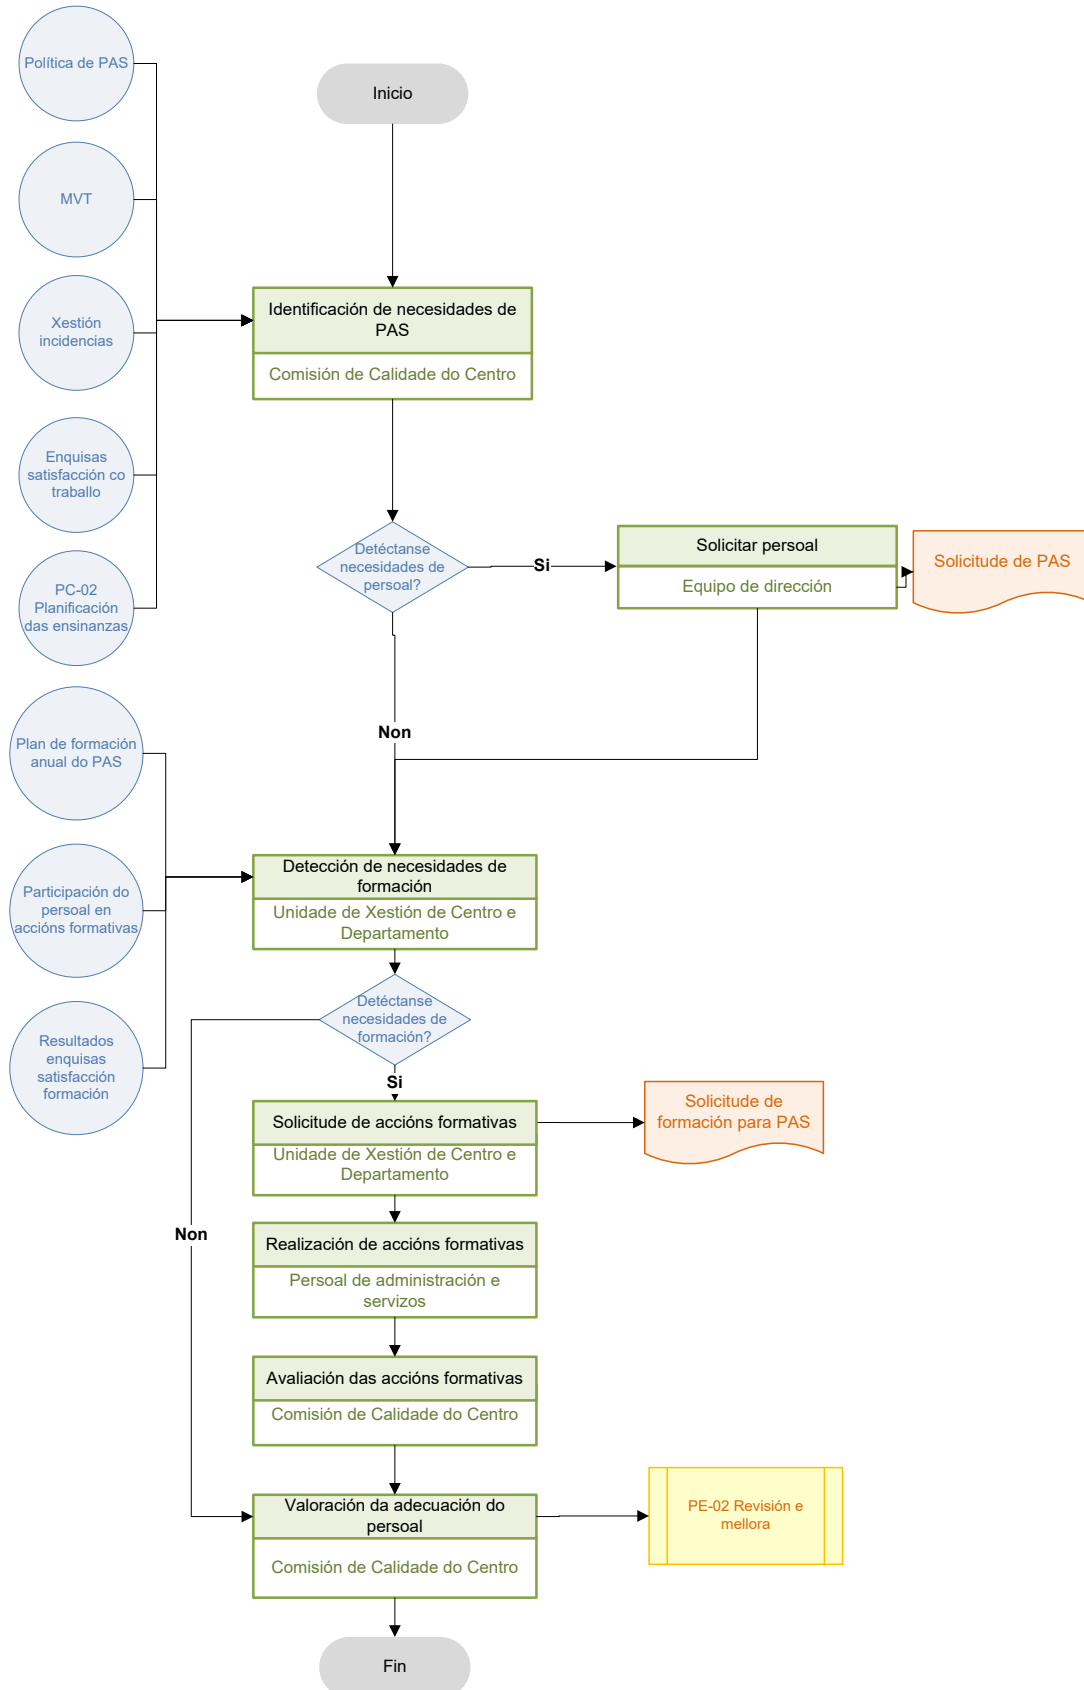 Política de PAS
Inicio
MVT
Identificación de necesidades de
PAS
Comisión de Calidade do Centro
Xestión
incidencias
Enquisas
satisfacción co
traballo
Detéctanse
necesidades de
persoal?
Si
Solicitar persoal
Equipo de dirección
Solicitude de PAS
PC-02
Planificación
das ensinanzas
Non
Plan de formación
anual do PAS
Detección de necesidades de
formación
Unidade de Xestión de Centro e
Departamento
Participación do
persoal en
accións formativas
Detéctanse
necesidades de
formación?
Resultados
enquisas
satisfacción
formación
Si
Solicitude de accións formativas
Unidade de Xestión de Centro e
Departamento
Solicitude de
formación para PAS
Non
Realización de accións formativas
Persoal de administración e
servizos
Avaliación das accións formativas
Comisión de Calidade do Centro
Valoración da adecuación do
persoal
Comisión de Calidade do Centro
PE-02 Revisión e
mellora
Fin